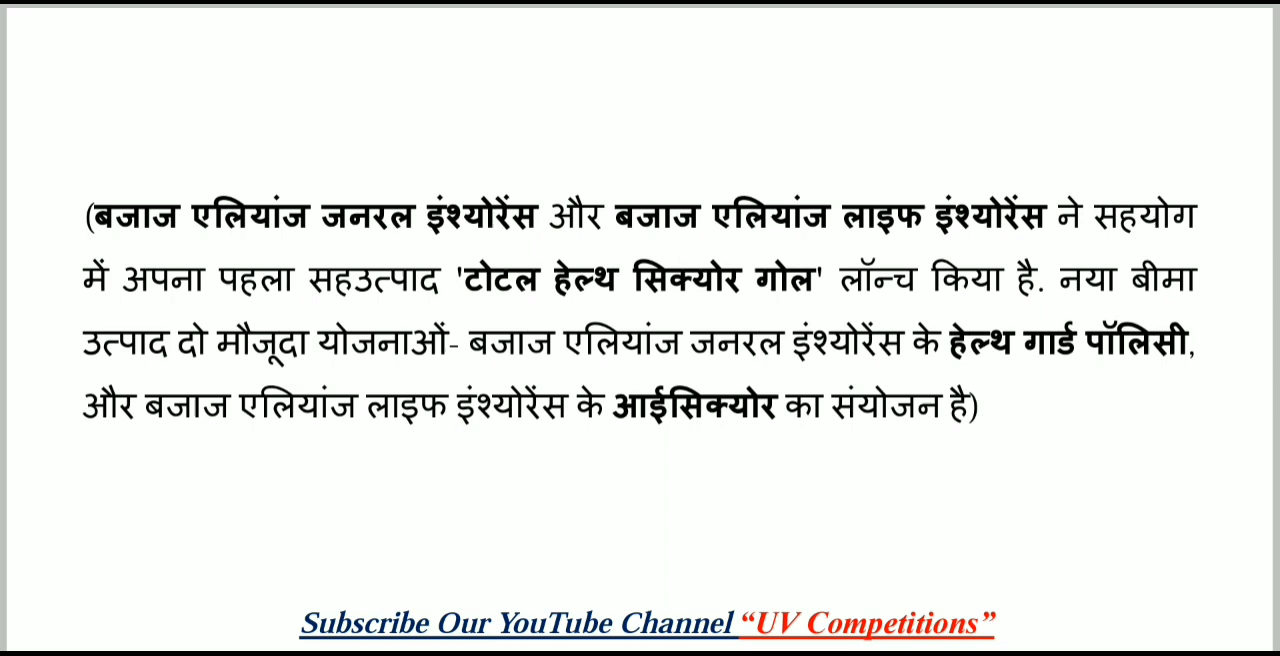 (बजाज एलियांज जनरल इंश्योरेंस और बजाज एलियांज लाइफ इंश्योरेंस ने सहयोग
में अपना पहला सहउत्पाद 'टोटल हेल्थ सिक्योर गोल' लॉन्च किया है. नया बीमा
उत्पाद दो मौजूदा योजनाओं- बजाज एलियांज जनरल इंश्योरेंस के हेल्थ गार्ड पॉलिसी,
और बजाज एलियांज लाइफ इंश्योरेंस के आईसिक्योर का संयोजन है)
Subscribe Our YouTube Channel “UV Competitions”